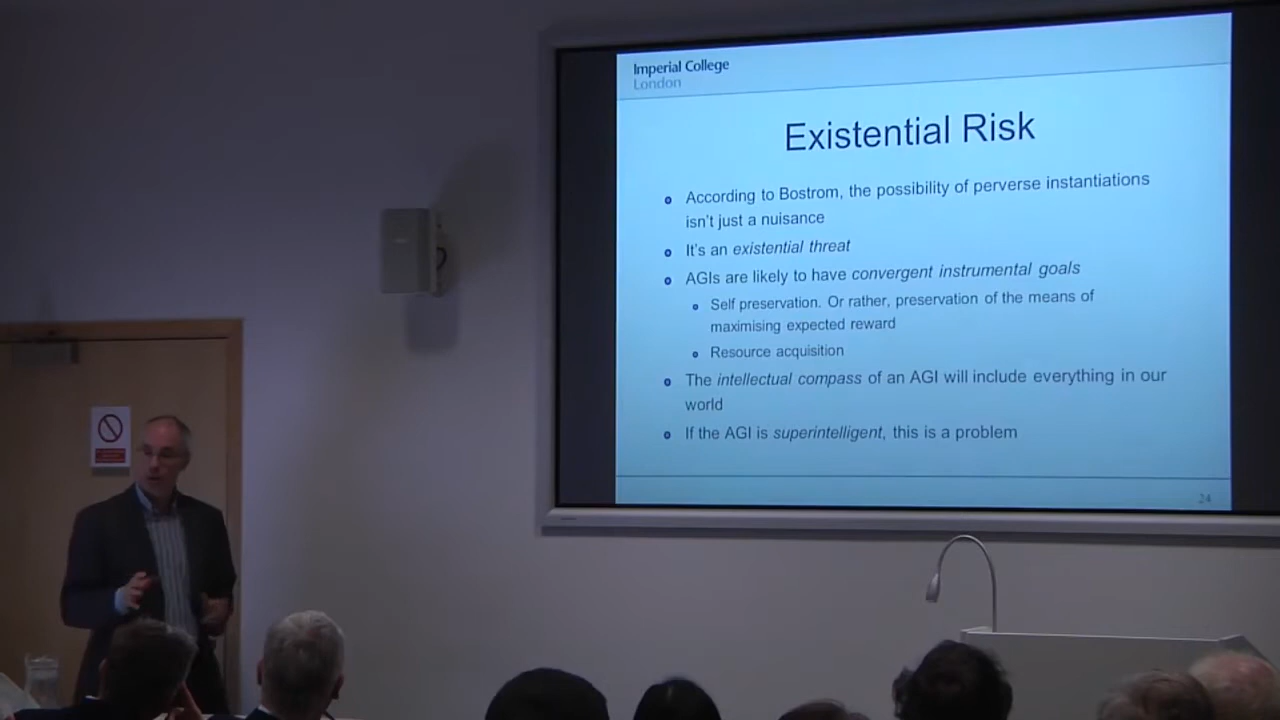 Imperial College
London
Existential Risk
According to Bostrom, the possibility of perverse instantiations
isn't just a nuisance
It's an existential threat
AGIs are likely to have convergent instrumental goals
Self preservation. Or rather, preservation of the means of
maximising expected reward
Resource acquisition
The intellectual compass of an AGI will include everything in our
world
If the AGI is superintelligent, this is a problem
24